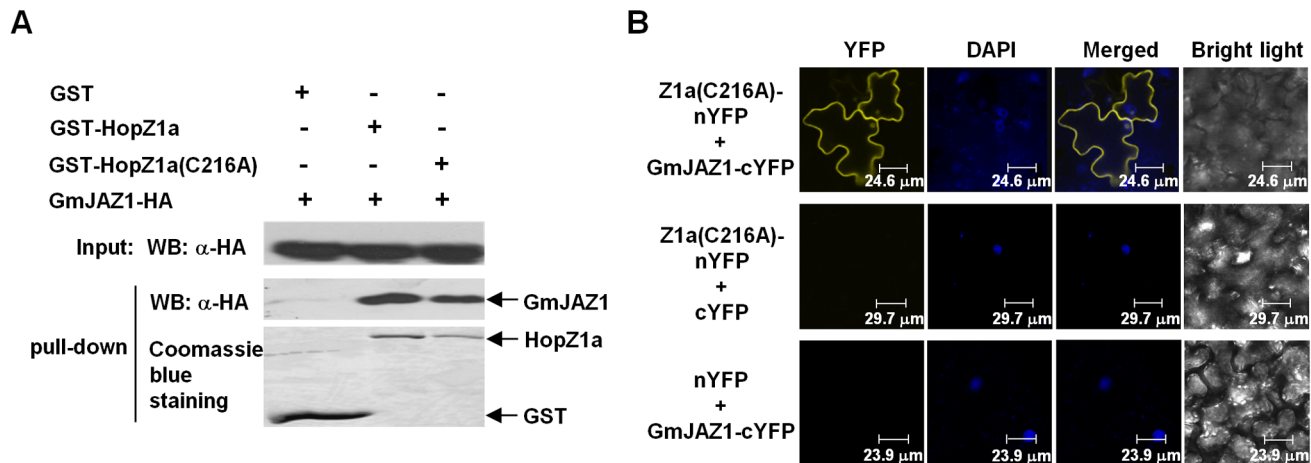 A
GST + - -
GST-HopZ1a - + -
GST-HopZ1a(C216A) - - +
GmJAZ1-HA + + +
Input: WB: α-HA
pull-down
WB: α-HA
GmJAZ1
Coomassie
blue
staining
HopZ1a
GST
B
YFP DAPI Merged Bright light
Z1a(C216A)-
nYFP
+
GmJAZ1-cYFP
24.6 µm 24.6 µm 24.6 µm 24.6 µm
Z1a(C216A)-
nYFP
+
cYFP
29.7 µm 29.7 µm 29.7 µm 29.7 µm
nYFP
+
GmJAZ1-cYFP
23.9 µm 23.9 µm 23.9 µm 23.9 µm